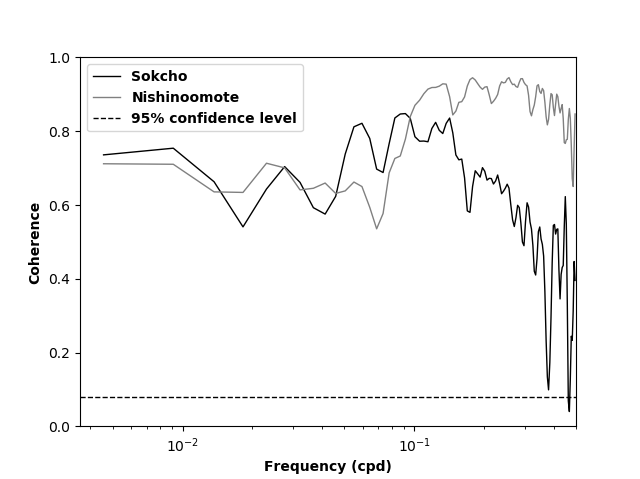 1.0
0.8
0.6
0.4
0.2
0.0
Coherence
Sokcho
Nishinoomote
95% confidence level
10⁻²
10⁻¹
Frequency (cpd)